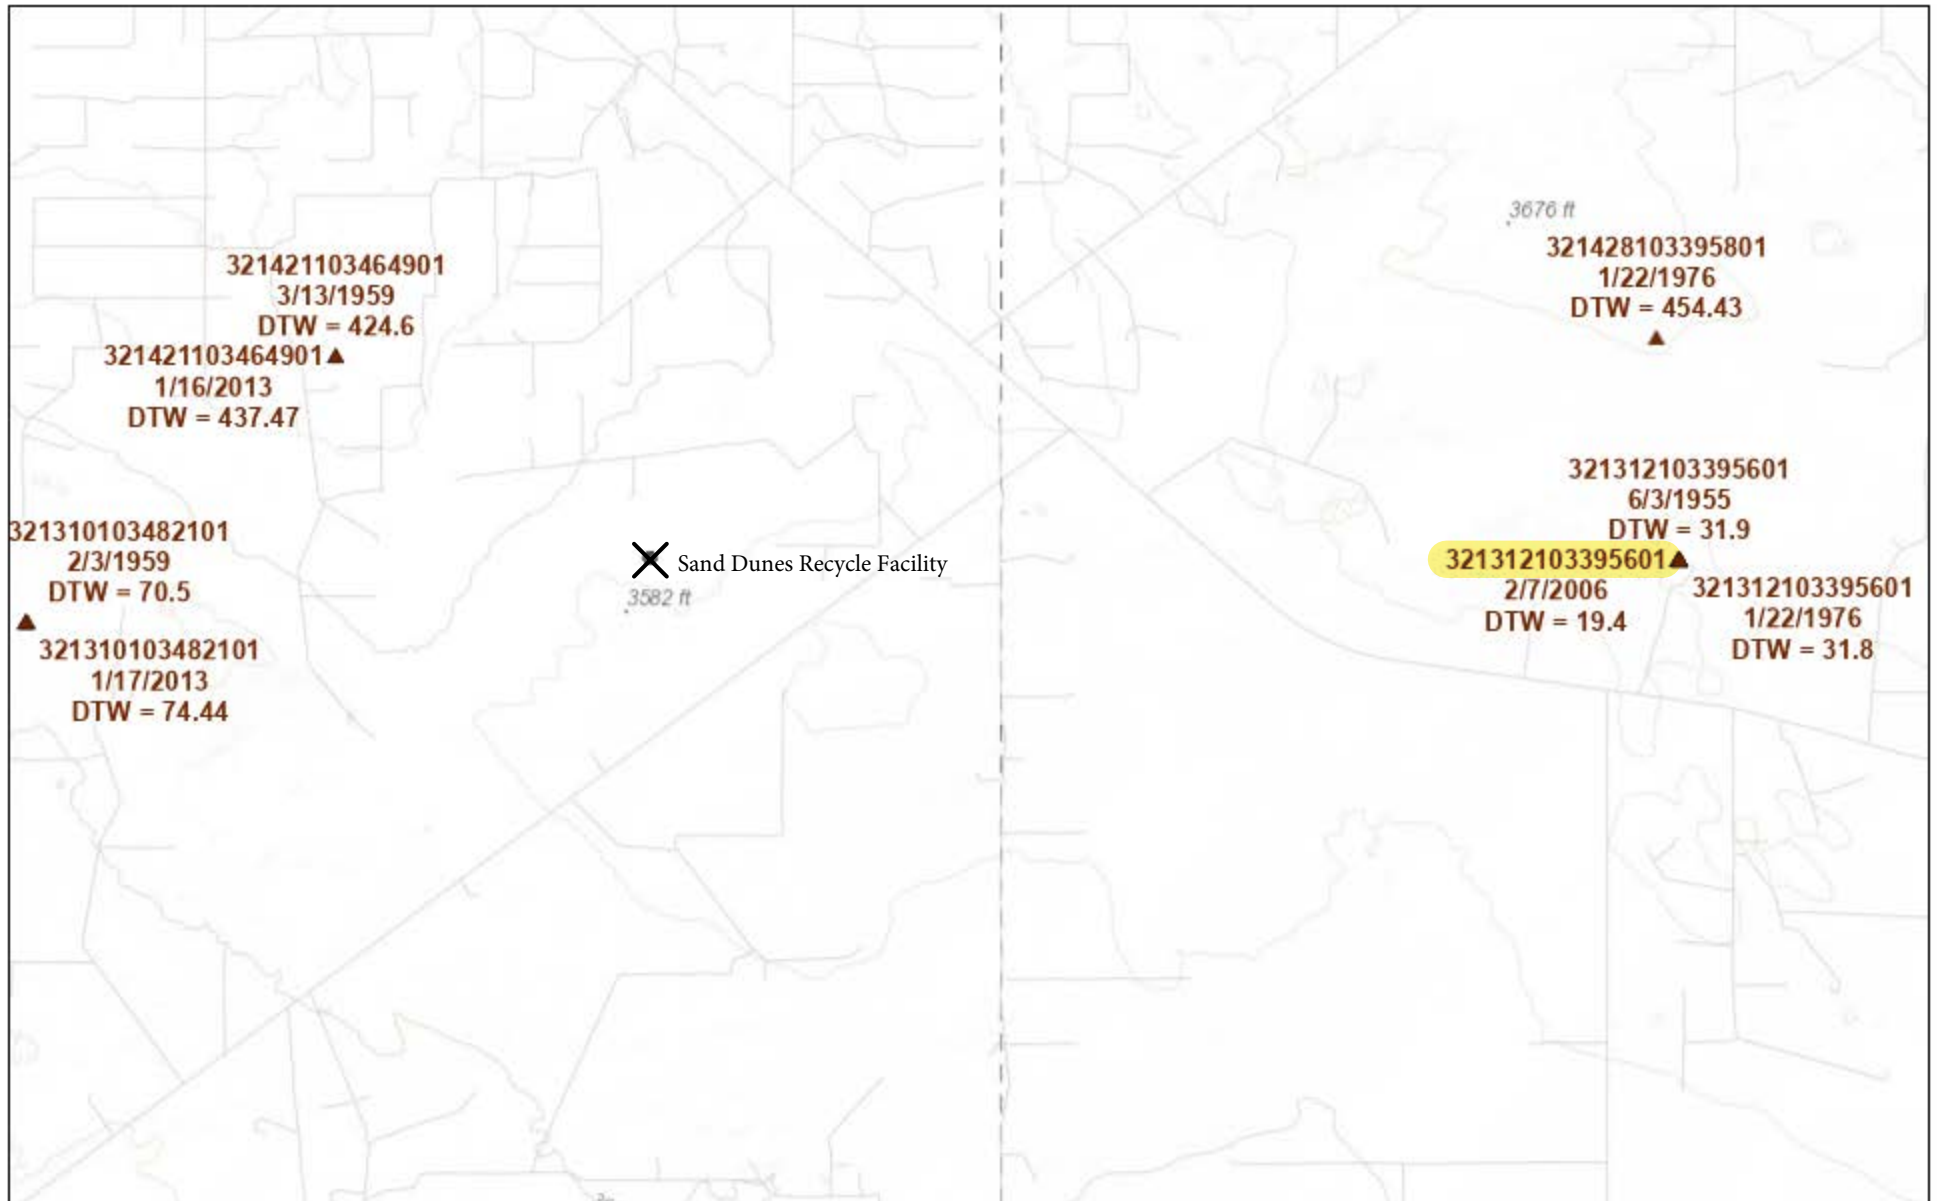 3676 ft
321428103395801
1/22/1976
DTW = 454.43
321421103464901
3/13/1959
DTW = 424.6
321421103464901
1/16/2013
DTW = 437.47
321312103395601
6/3/1955
DTW = 31.9
321310103482101
2/3/1959
DTW = 70.5
Sand Dunes Recycle Facility
3582 ft
321312103395601
2/7/2006
DTW = 19.4
321312103395601
1/22/1976
DTW = 31.8
321310103482101
1/17/2013
DTW = 74.44